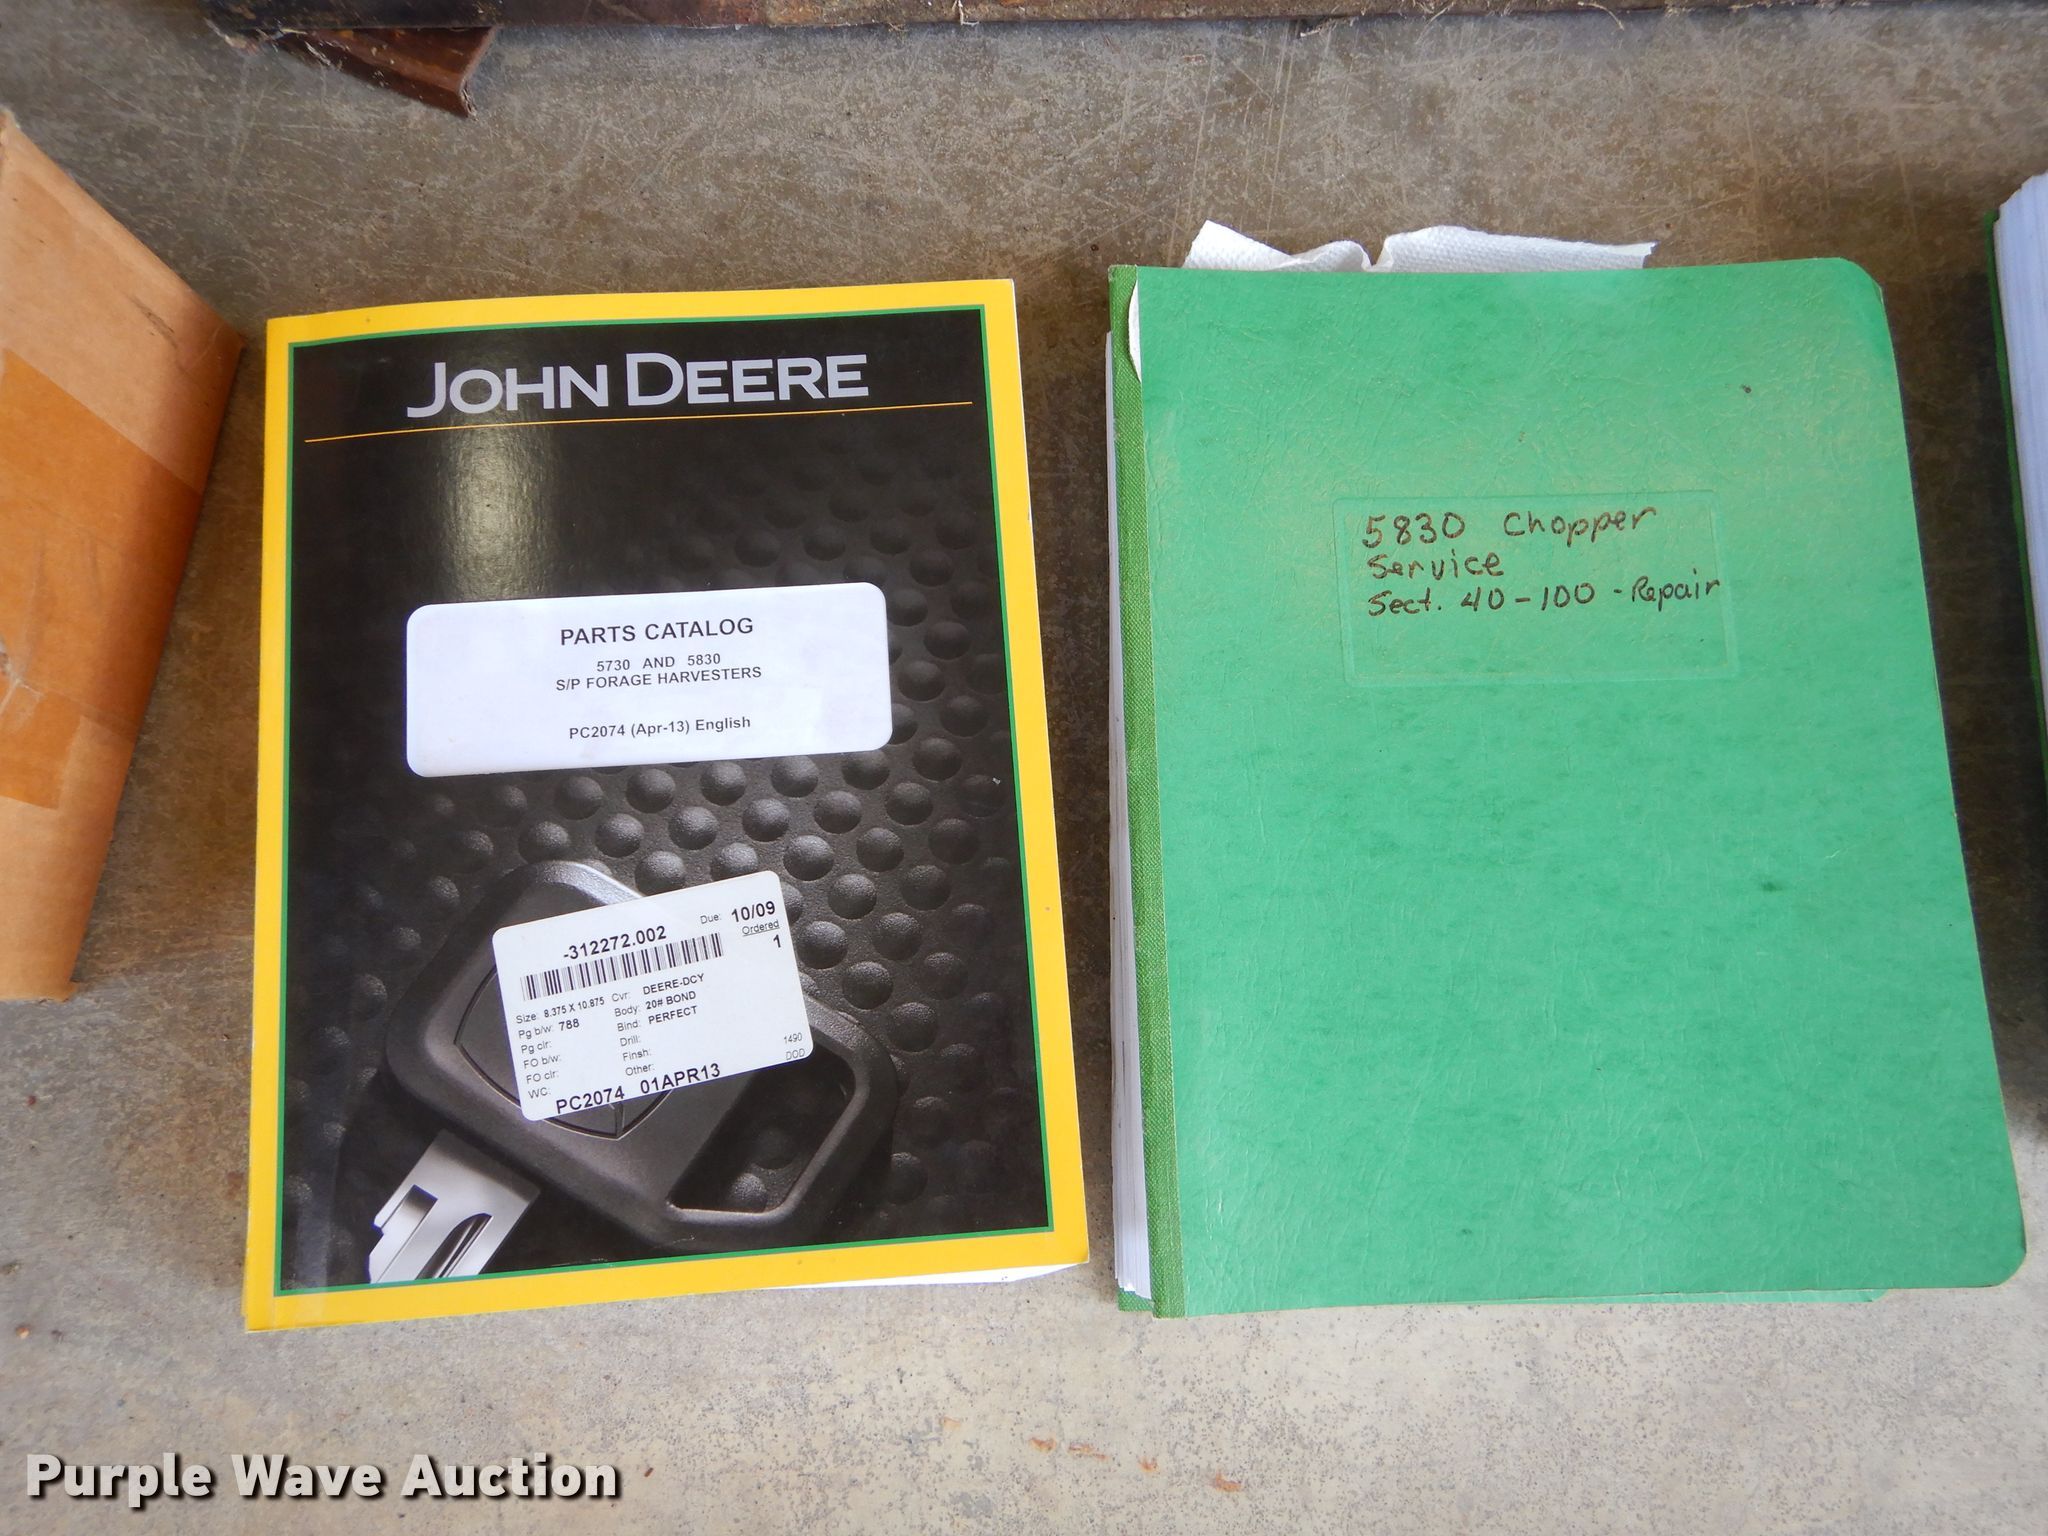 JOHN DEERE
PARTS CATALOG
5730 AND 5830
S/P FORAGE HARVESTERS
PC2074 (Apr-13) English
-312272.002
Due: 10/09
Ordered
1
Size: 8.375 X 10.875 Cvr: DEERE-DCY
Pg b/w: 788 Body: 20# BOND
Pg clr: Bind: PERFECT
FO b/w: Drill:
FO clr: Finsh:
WC: Other:
1490
DOD
PC2074 01APR13
5830 Chopper
Service
Sect. 40-100 - Repair
Purple Wave Auction